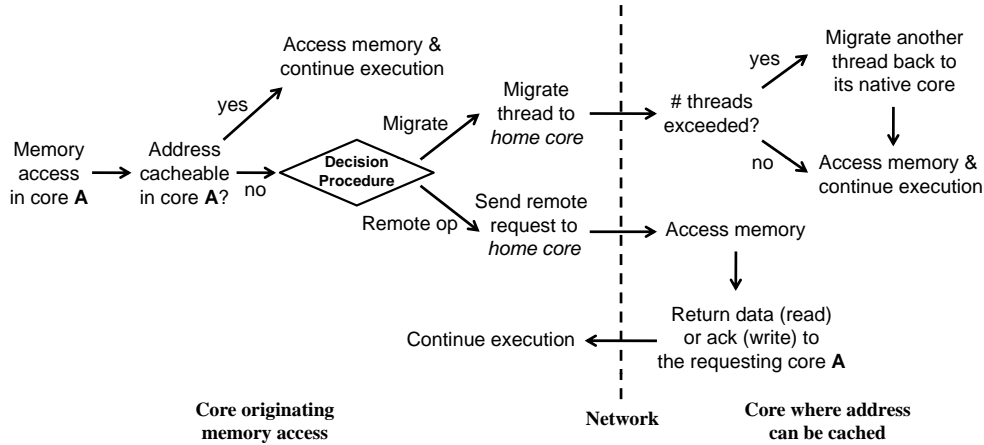 Memory
access
in core A
Address
cacheable
in core A?
yes
Access memory &
continue execution
no
Decision
Procedure
Migrate
Migrate
thread to
home core
Remote op
Send remote
request to
home core
# threads
exceeded?
yes
Migrate another
thread back to
its native core
no
Access memory &
continue execution
Access memory
Return data (read)
or ack (write) to
the requesting core A
Continue execution
Core originating
memory access
Network
Core where address
can be cached